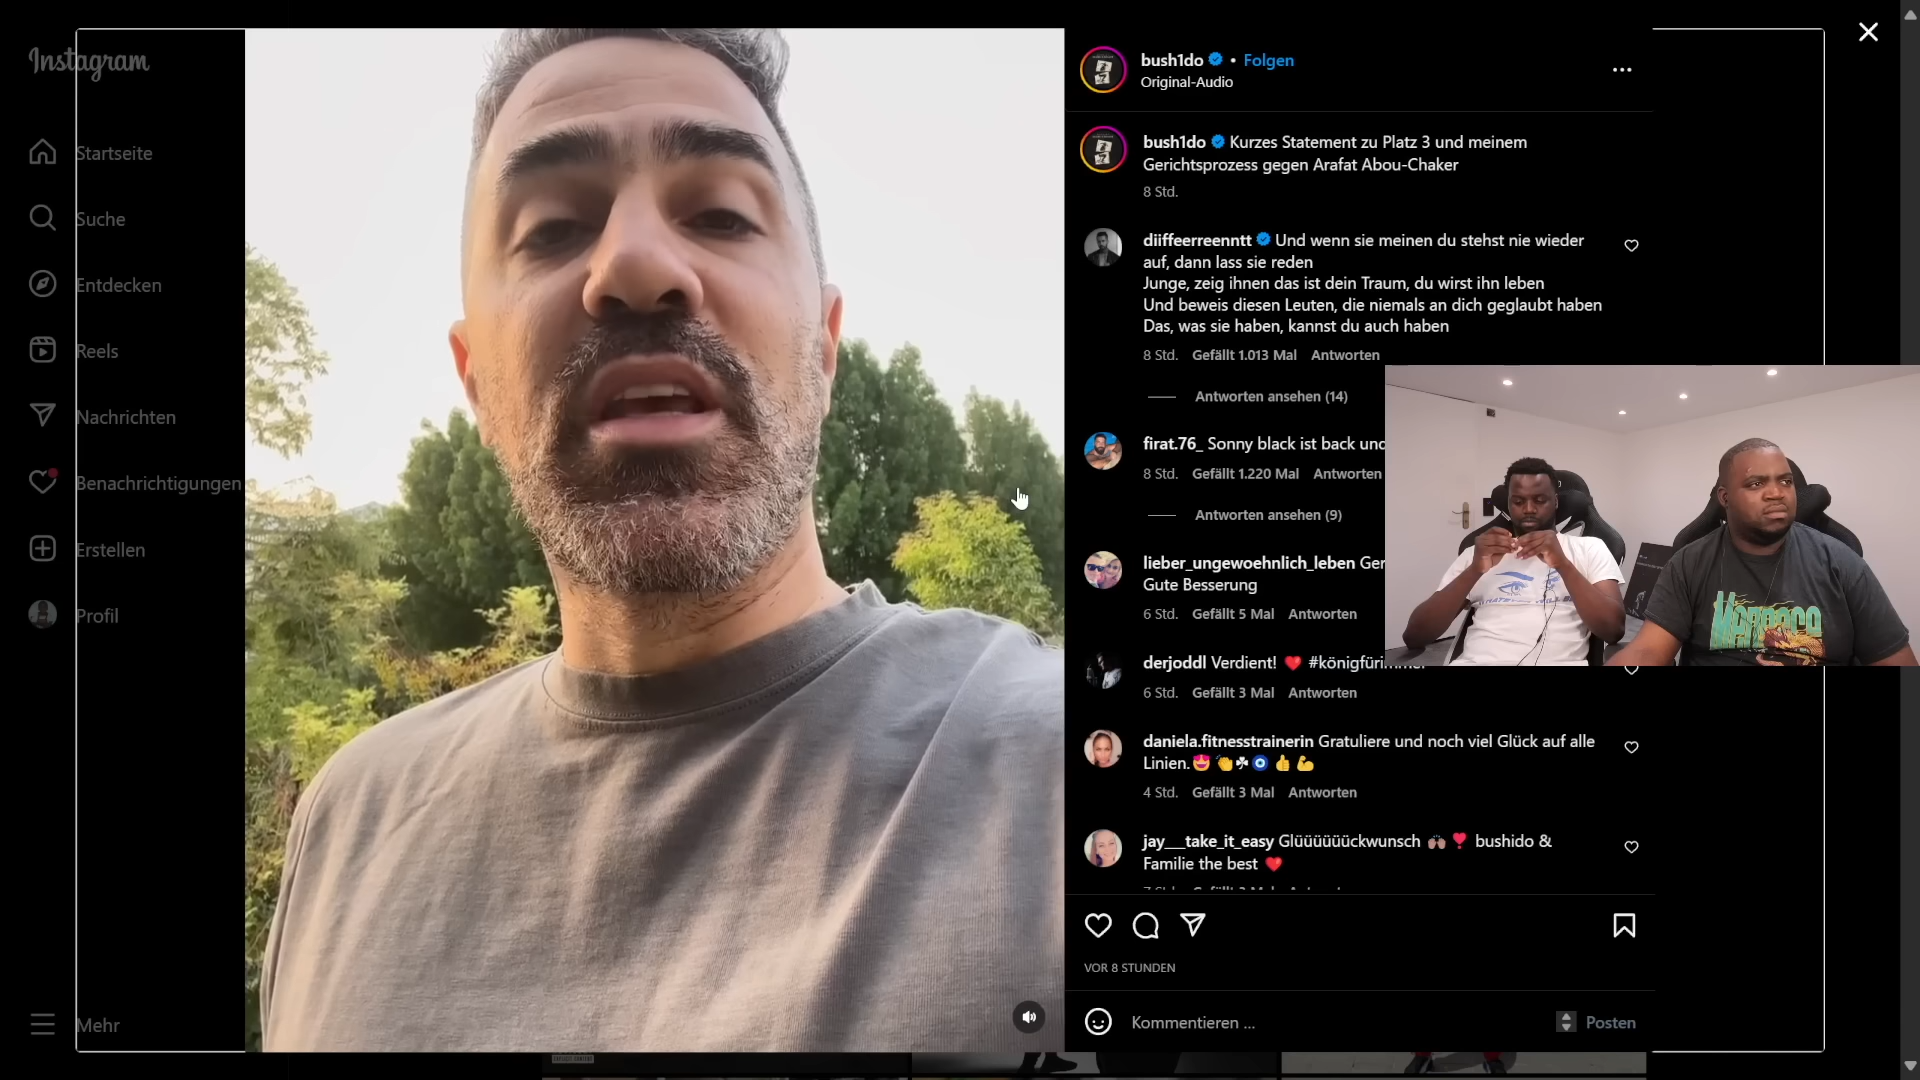 Instagram
Startseite
Suche
Entdecken
Reels
Nachrichten
Benachrichtigungen
Erstellen
Profil
Mehr
bush1do • Folgen
Original-Audio
bush1do Kurzes Statement zu Platz 3 und meinem
Gerichtsprozess gegen Arafat Abou-Chaker
8 Std.
diiffeerreenntt Und wenn sie meinen du stehst nie wieder
auf, dann lass sie reden
Junge, zeig ihnen das ist dein Traum, du wirst ihn leben
Und beweis diesen Leuten, die niemals an dich geglaubt haben
Das, was sie haben, kannst du auch haben
8 Std. Gefällt 1.013 Mal Antworten
Antworten ansehen (14)
firat.76_ Sonny black ist back und
8 Std. Gefällt 1.220 Mal Antworten
Antworten ansehen (9)
lieber_ungewoehnlich_leben
Gute Besserung
6 Std. Gefällt 5 Mal Antworten
derjoddl Verdient! ❤️ #königfürimmer
6 Std. Gefällt 3 Mal Antworten
daniela.fitnesstrainerin Gratuliere und noch viel Glück auf alle
Linien.😍👏☘🧿👍💪
4 Std. Gefällt 3 Mal Antworten
jay___take_it_easy Glüüüüüückwunsch 🙌🏽❣️ bushido &
Familie the best ❤️
VOR 8 STUNDEN
Kommentieren ...
Posten
Morocco